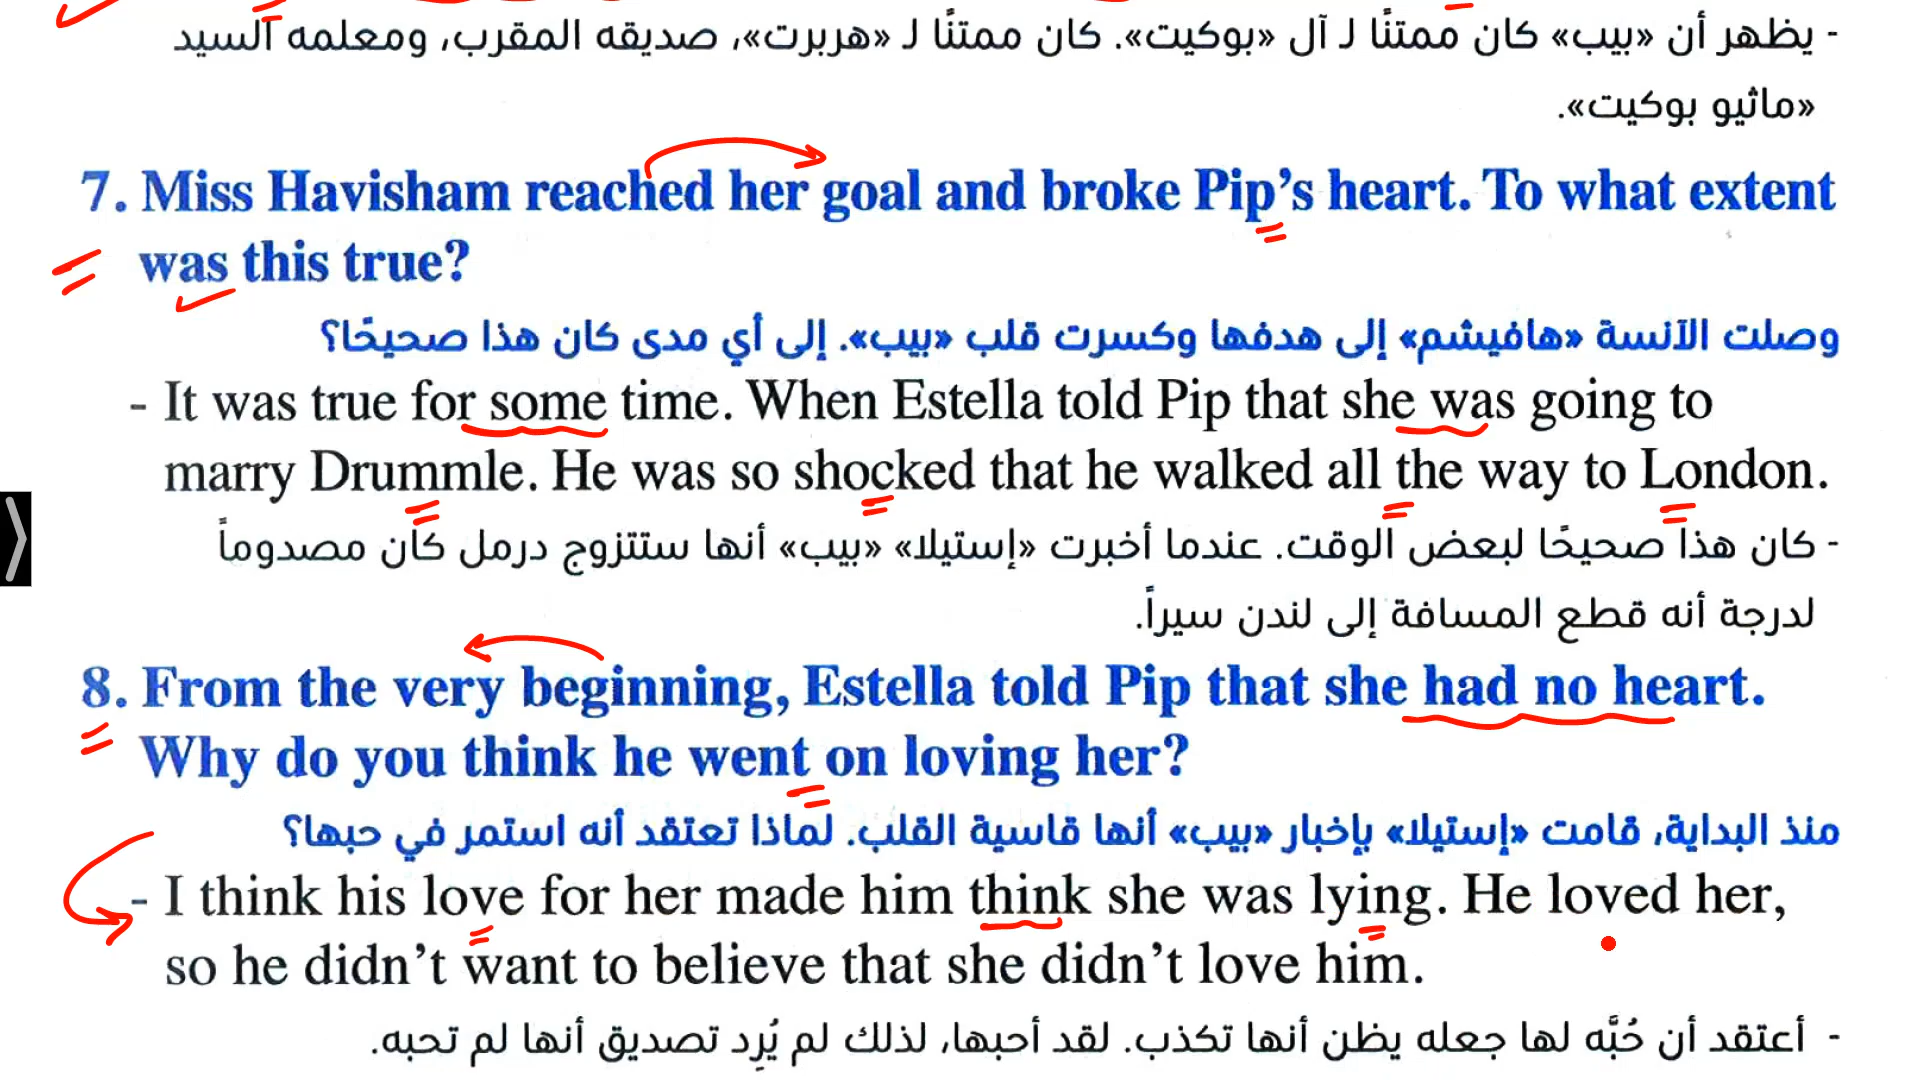 - يظهر أن «بيب» كان ممتنًا لـ آل «بوكيت». كان ممتنًا لـ «هربرت»، صديقه المقرب، ومعلمه السيد
«ماثيو بوكيت».
7. Miss Havisham reached her goal and broke Pip’s heart. To what extent
was this true?
وصلت الآنسة «هافيشم» إلى هدفها وكسرت قلب «بيب». إلى أي مدى كان هذا صحيحًا؟
- It was true for some time. When Estella told Pip that she was going to
marry Drummle. He was so shocked that he walked all the way to London.
- كان هذا صحيحًا لبعض الوقت. عندما أخبرت «إستيلا» «بيب» أنها ستتزوج درمل كان مصدوماً
لدرجة أنه قطع المسافة إلى لندن سيراً.
8. From the very beginning, Estella told Pip that she had no heart.
Why do you think he went on loving her?
منذ البداية، قامت «إستيلا» بإخبار «بيب» أنها قاسية القلب. لماذا تعتقد أنه استمر في حبها؟
- I think his love for her made him think she was lying. He loved her,
so he didn’t want to believe that she didn’t love him.
- أعتقد أن حُبَّه لها جعله يظن أنها تكذب. لقد أحبها، لذلك لم يُرِد تصديق أنها لم تحبه.